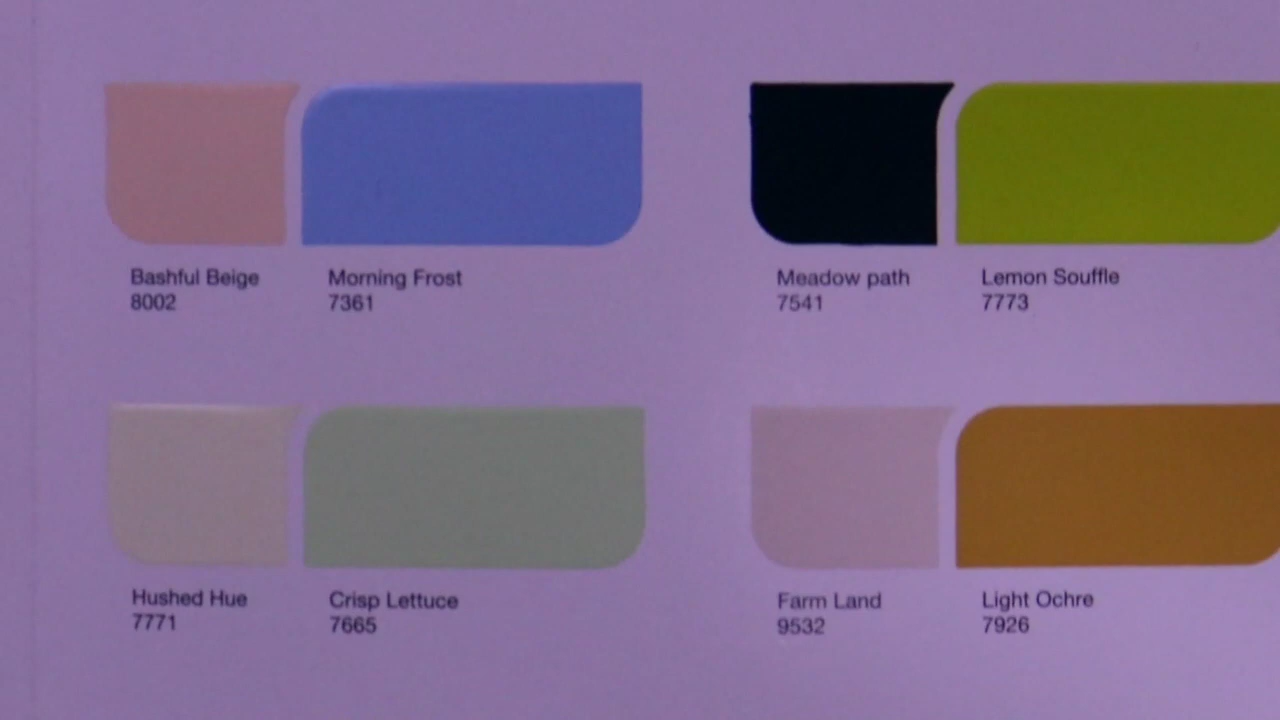 Bashful Beige
8002
Morning Frost
7361
Meadow path
7541
Lemon Souffle
7773
Hushed Hue
7771
Crisp Lettuce
7665
Farm Land
9532
Light Ochre
7926